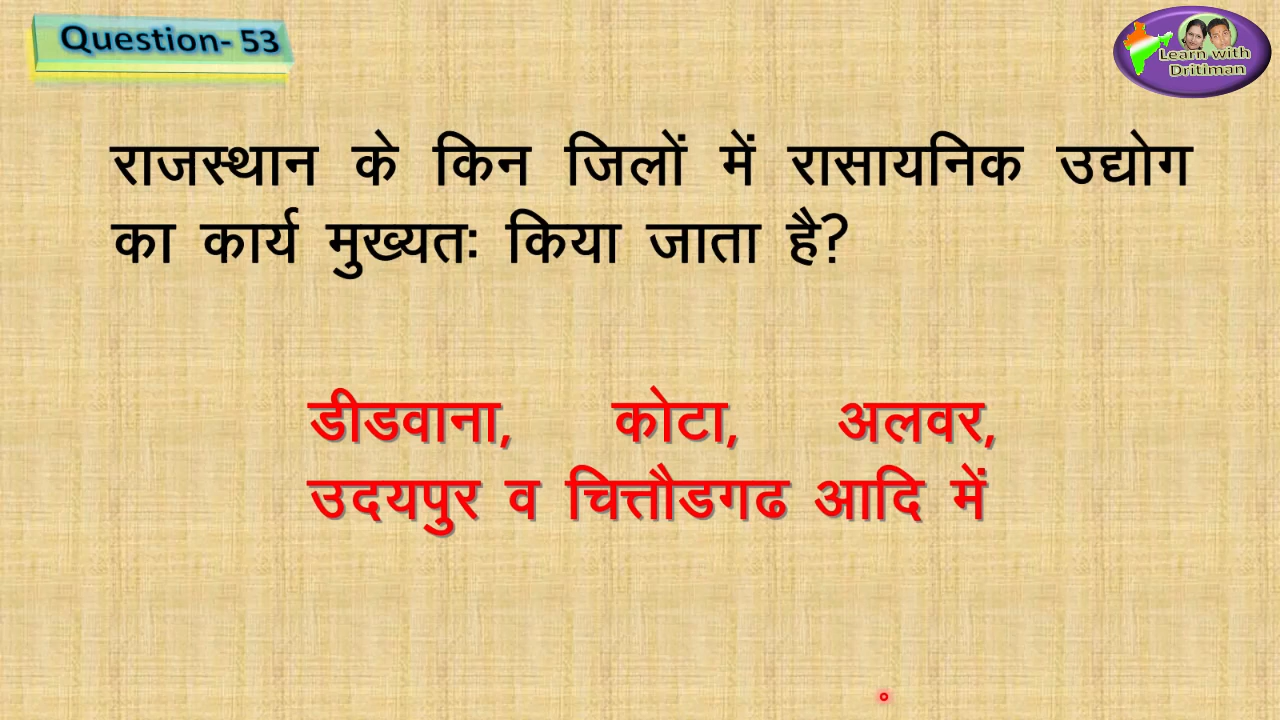 Question- 53
Learn with
Dritiman
राजस्थान के किन जिलों में रासायनिक उद्योग
का कार्य मुख्यतः किया जाता है?
डीडवाना, कोटा, अलवर,
उदयपुर व चित्तौडगढ आदि में